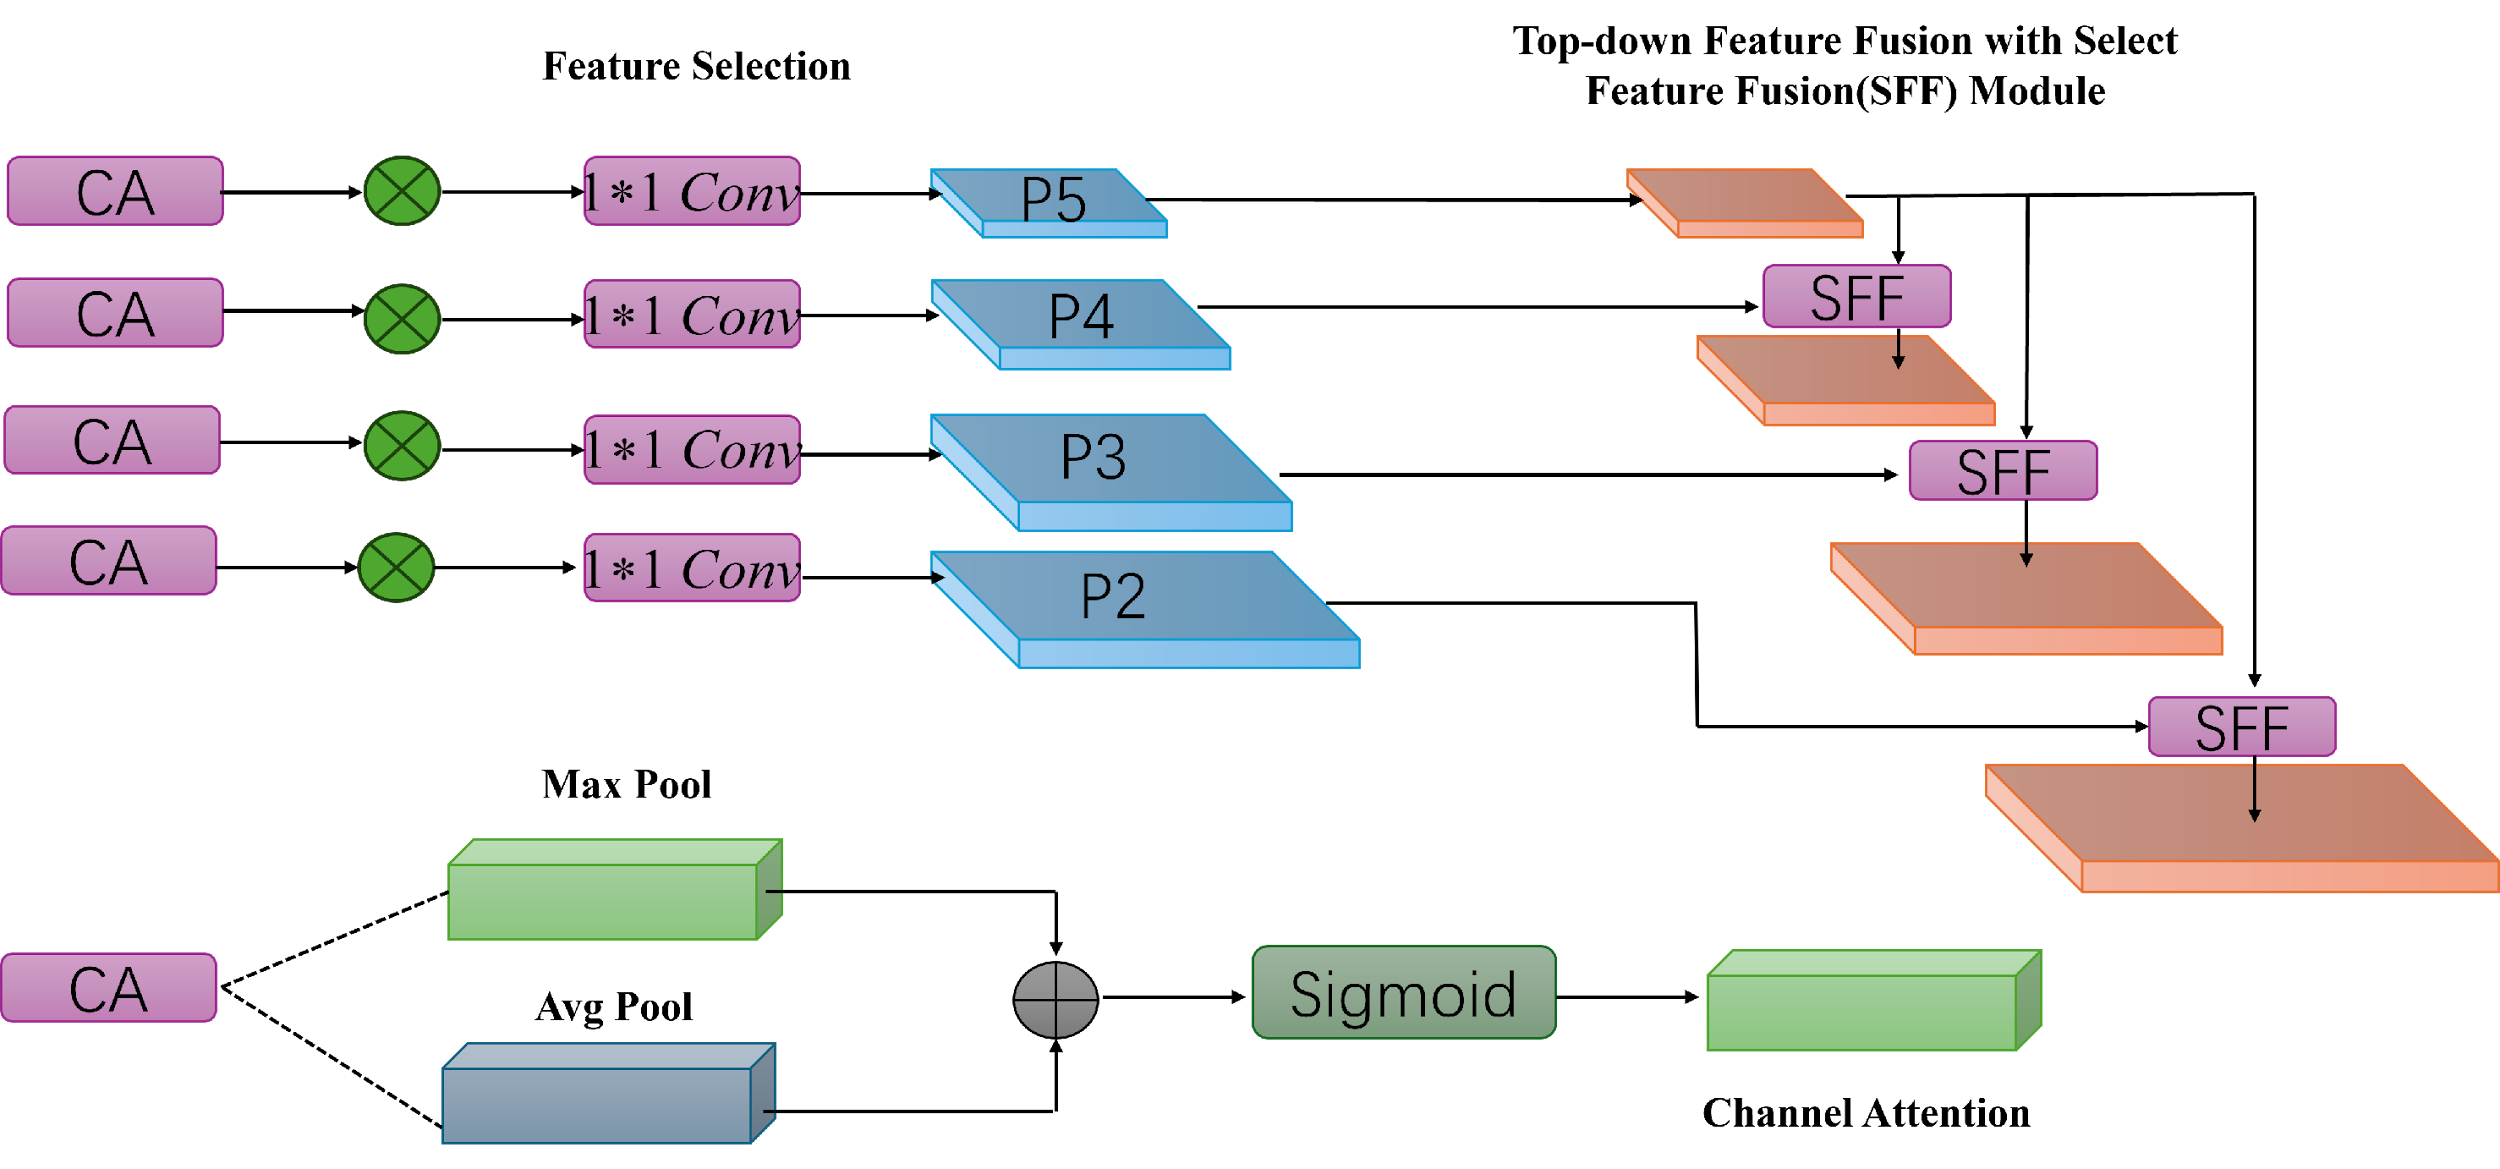 Feature Selection
Top-down Feature Fusion with Select
Feature Fusion(SFF) Module
CA
1*1 Conv
P5
CA
1*1 Conv
P4
SFF
CA
1*1 Conv
P3
SFF
CA
1*1 Conv
P2
SFF
Max Pool
CA
Avg Pool
Sigmoid
Channel Attention